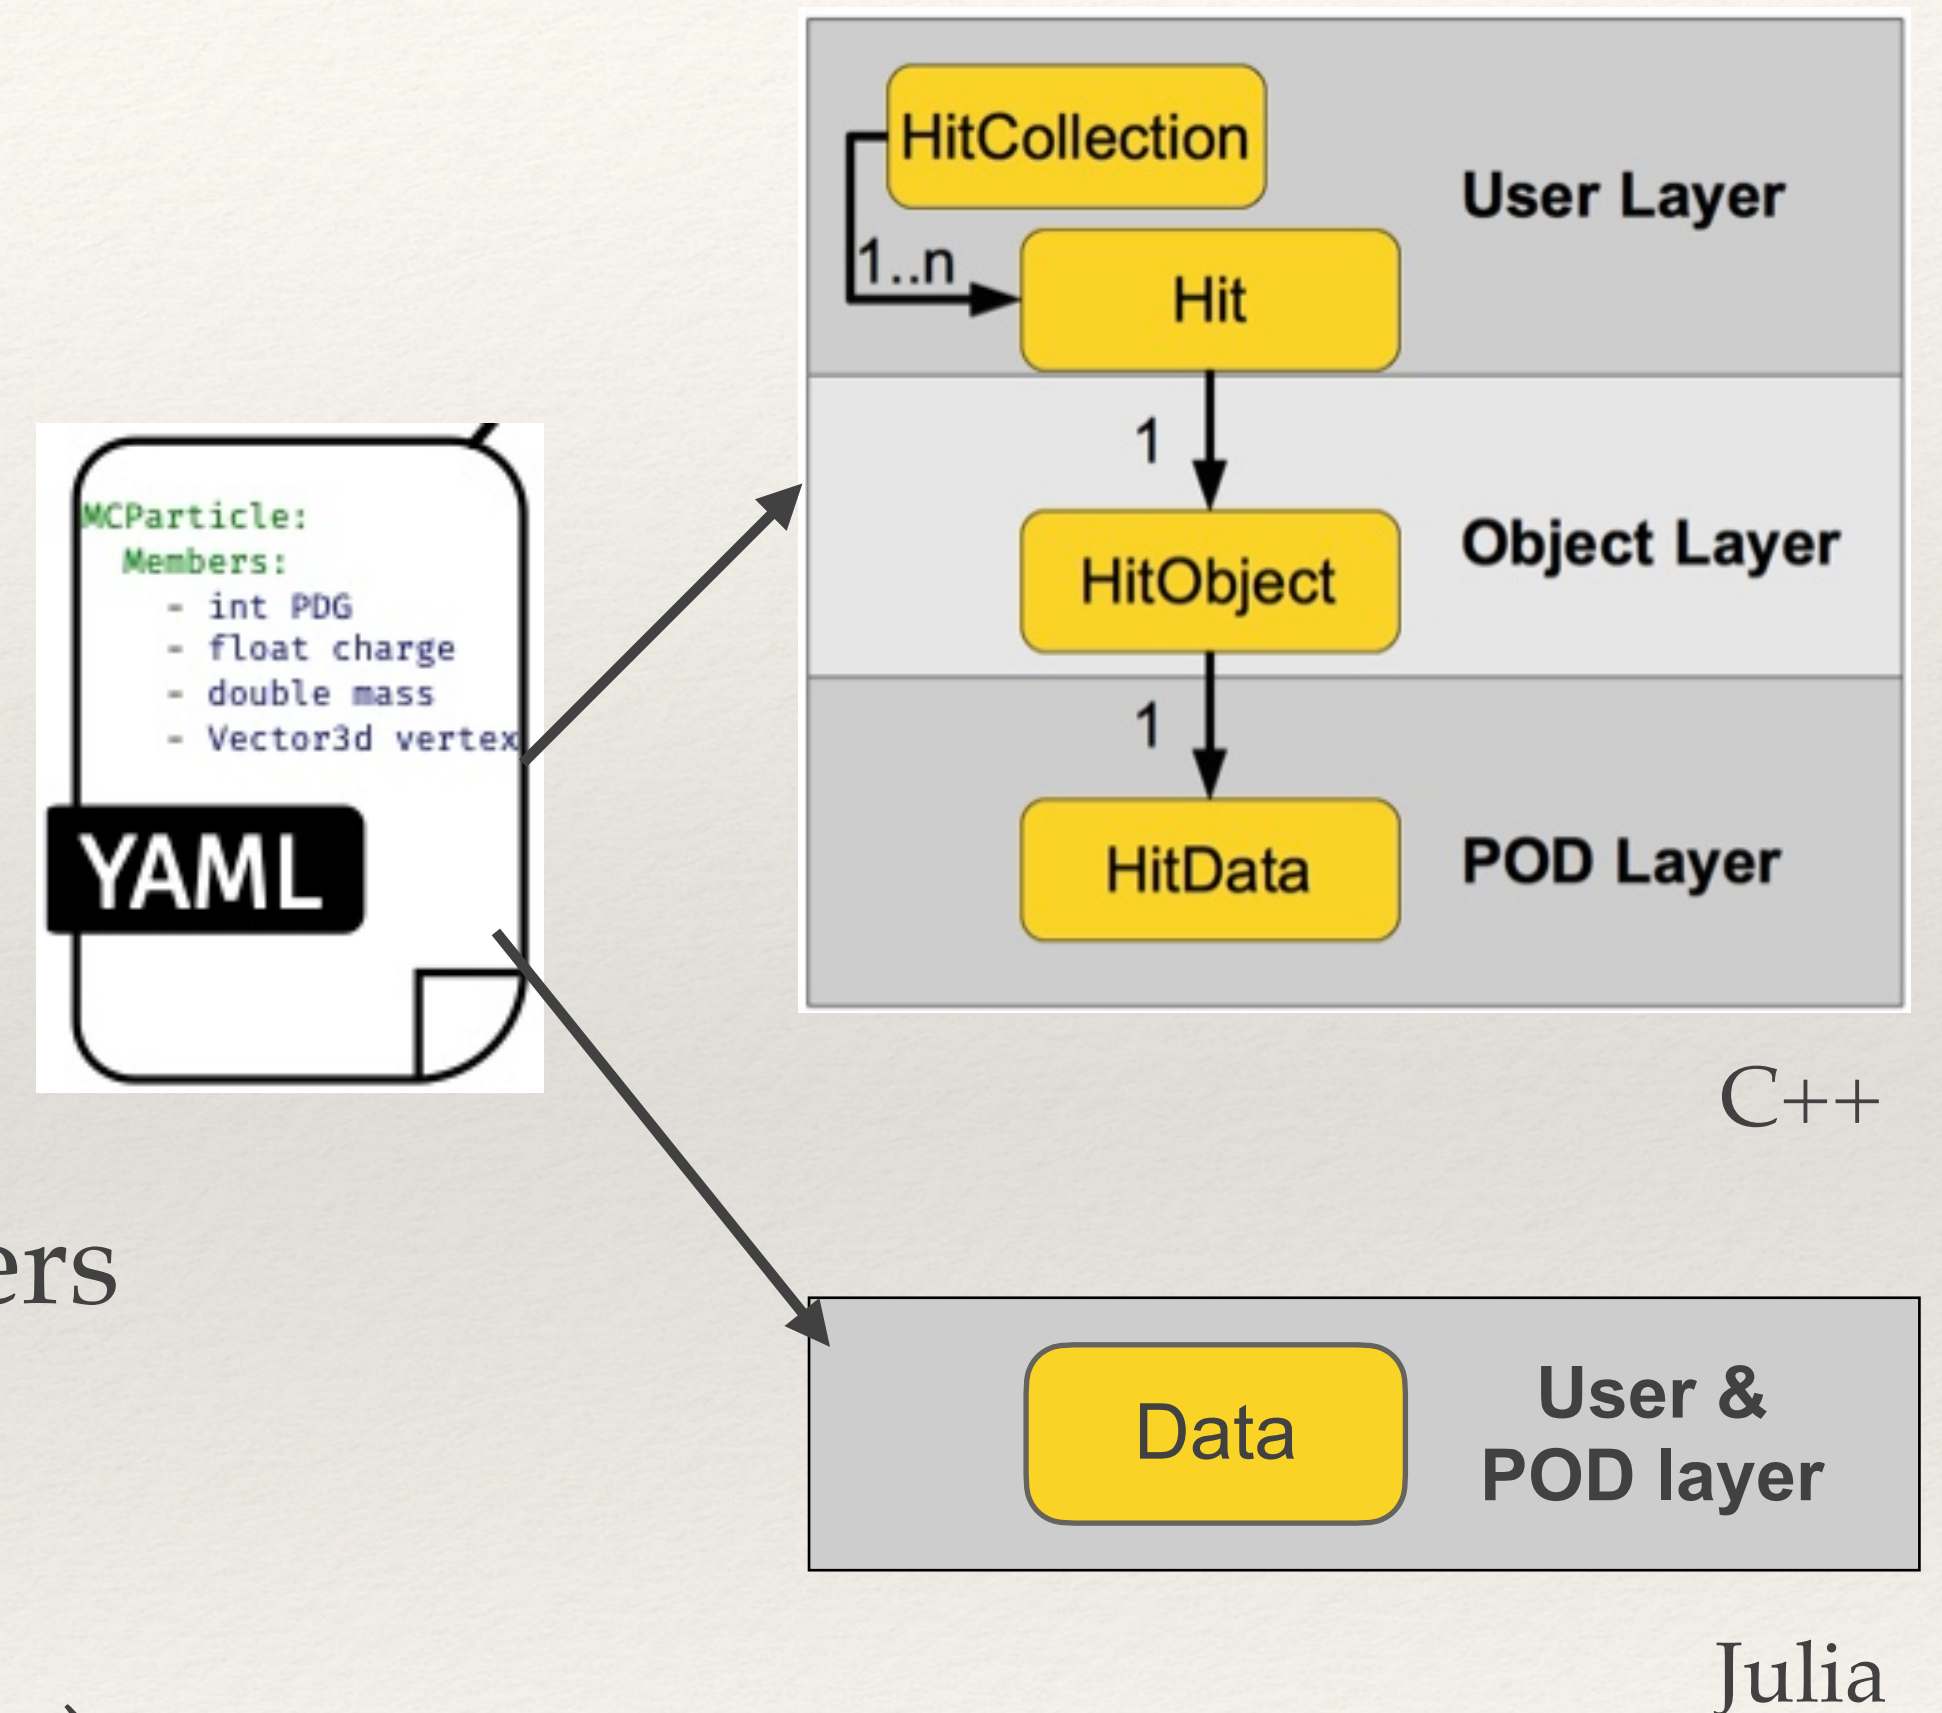 HitCollection
User Layer
1..n
Hit
1
Object Layer
HitObject
1
POD Layer
HitData
C++
MCParticle:
Members:
- int PDG
- float charge
- double mass
- Vector3d vertex
YAML
ers
User &
Data
POD layer
Julia